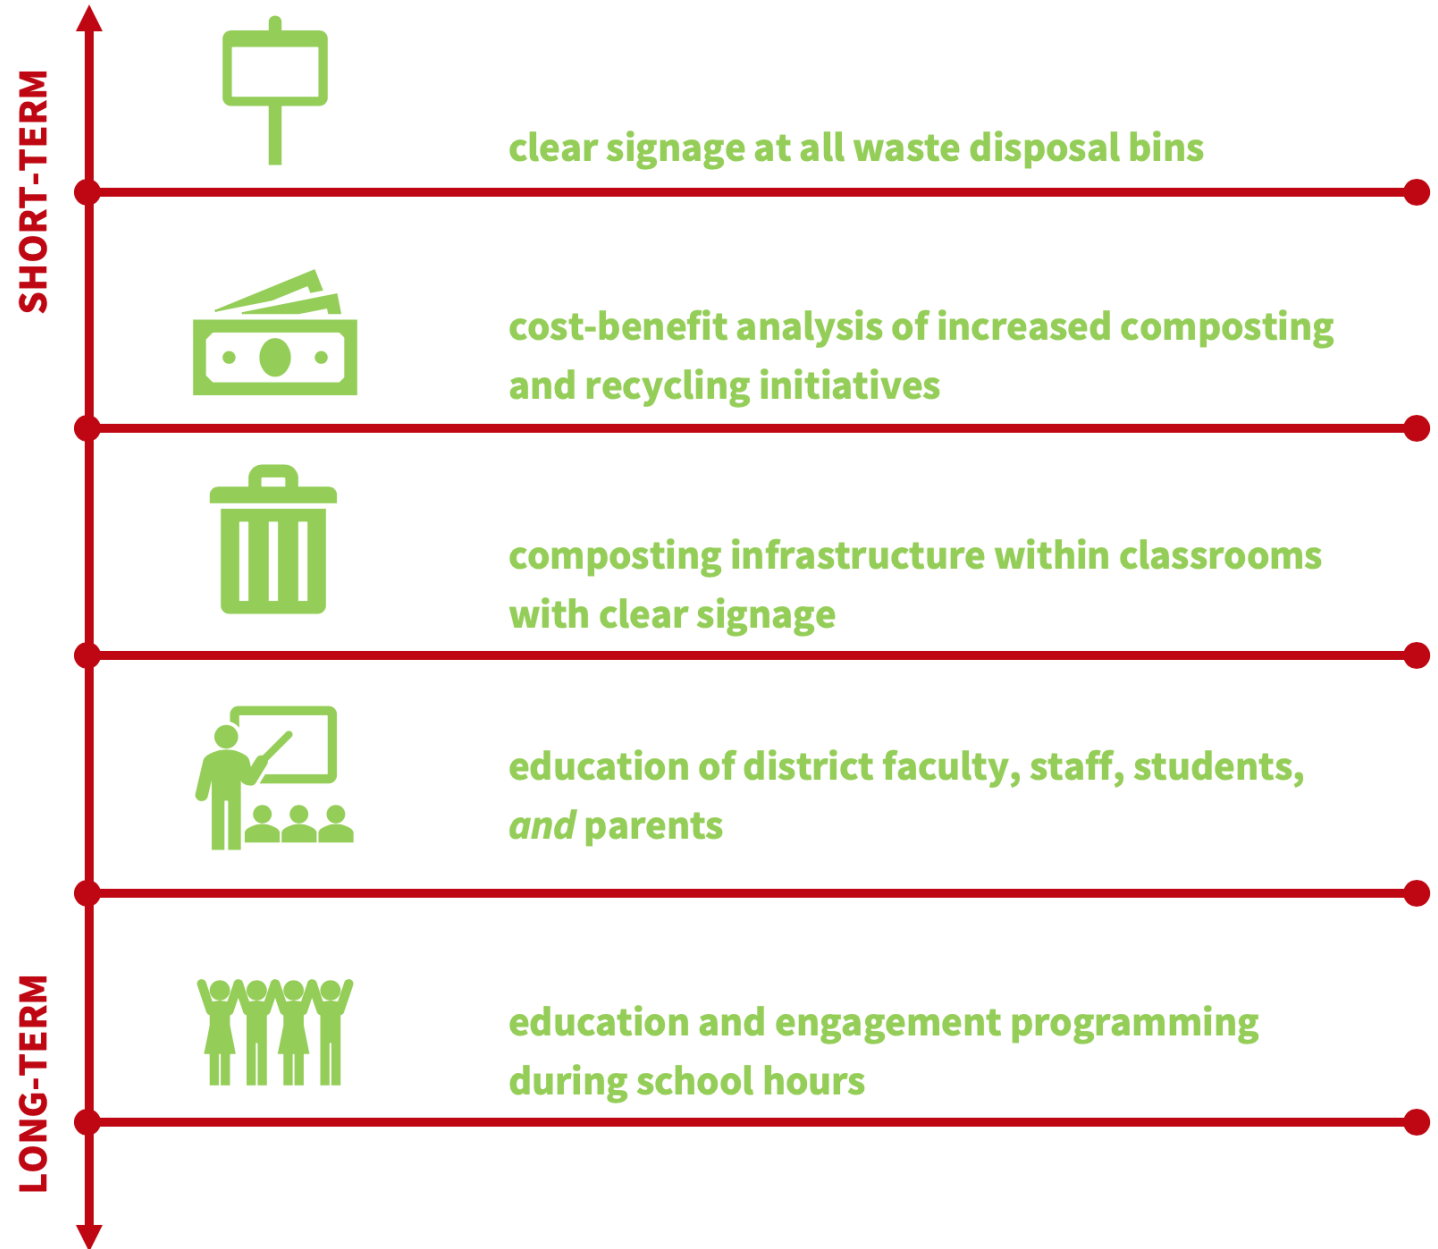 SHORT-TERM
clear signage at all waste disposal bins
cost-benefit analysis of increased composting
and recycling initiatives
composting infrastructure within classrooms
with clear signage
education of district faculty, staff, students,
and parents
LONG-TERM
education and engagement programming
during school hours